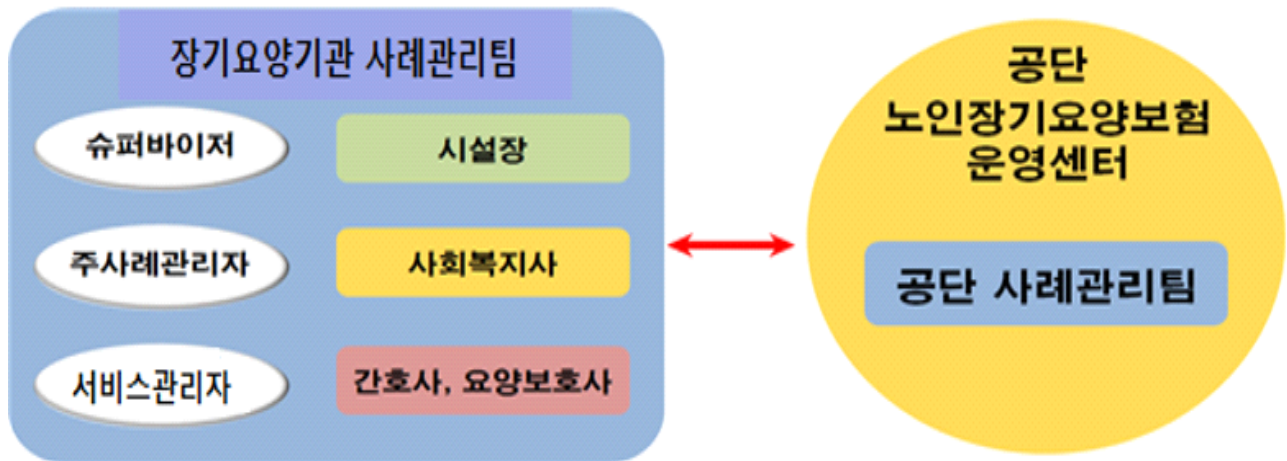 장기요양기관 사례관리팀
슈퍼바이저
시설장
주사례관리자
사회복지사
서비스관리자
간호사, 요양보호사
공단
노인장기요양보험
운영센터
공단 사례관리팀